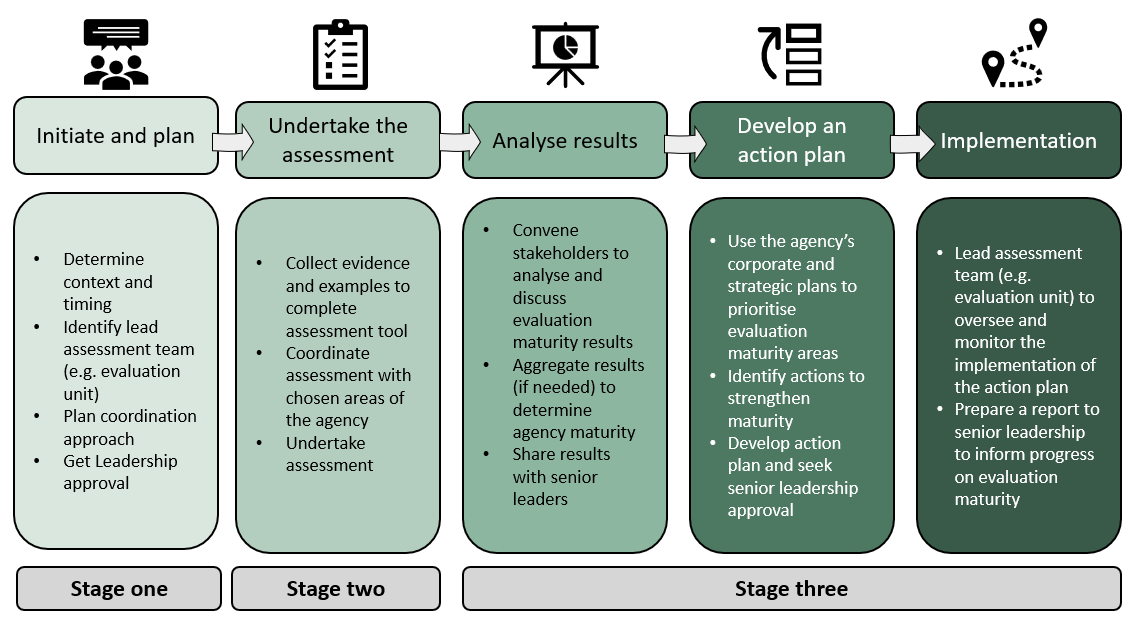 Initiate and plan
Undertake the
assessment
Analyse results
Develop an
action plan
Implementation
• Determine
context and
timing
• Identify lead
assessment team
(e.g. evaluation
unit)
• Plan coordination
approach
• Get Leadership
approval
• Collect evidence
and examples to
complete
assessment tool
• Coordinate
assessment with
chosen areas of
the agency
• Undertake
assessment
• Convene
stakeholders to
analyse and
discuss
evaluation
maturity results
• Aggregate results
(if needed) to
determine
agency maturity
• Share results
with senior
leaders
• Use the agency’s
corporate and
strategic plans to
prioritise
evaluation
maturity areas
• Identify actions to
strengthen
maturity
• Develop action
plan and seek
senior leadership
approval
• Lead assessment
team (e.g.
evaluation unit) to
oversee and
monitor the
implementation of
the action plan
• Prepare a report to
senior leadership
to inform progress
on evaluation
maturity
Stage one
Stage two
Stage three